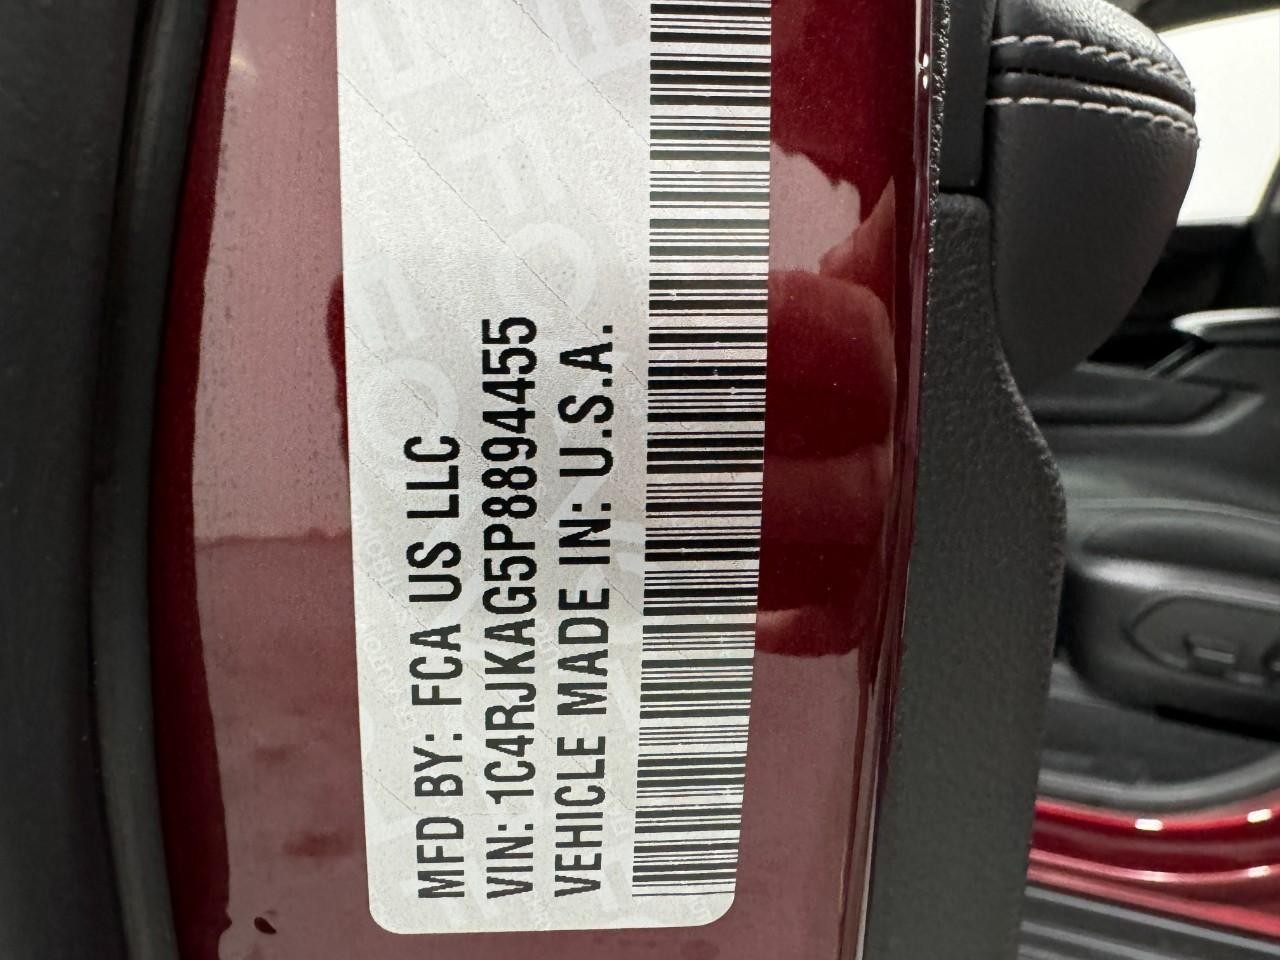 MFD BY: FCA US LLC
VIN: 1C4RJKAG5P8894455
VEHICLE MADE IN: U.S.A.